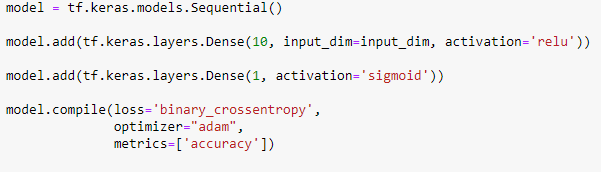 model = tf.keras.models.Sequential()
model.add(tf.keras.layers.Dense(10, input_dim=input_dim, activation='relu'))
model.add(tf.keras.layers.Dense(1, activation='sigmoid'))
model.compile(loss='binary_crossentropy',
              optimizer="adam",
              metrics=['accuracy'])